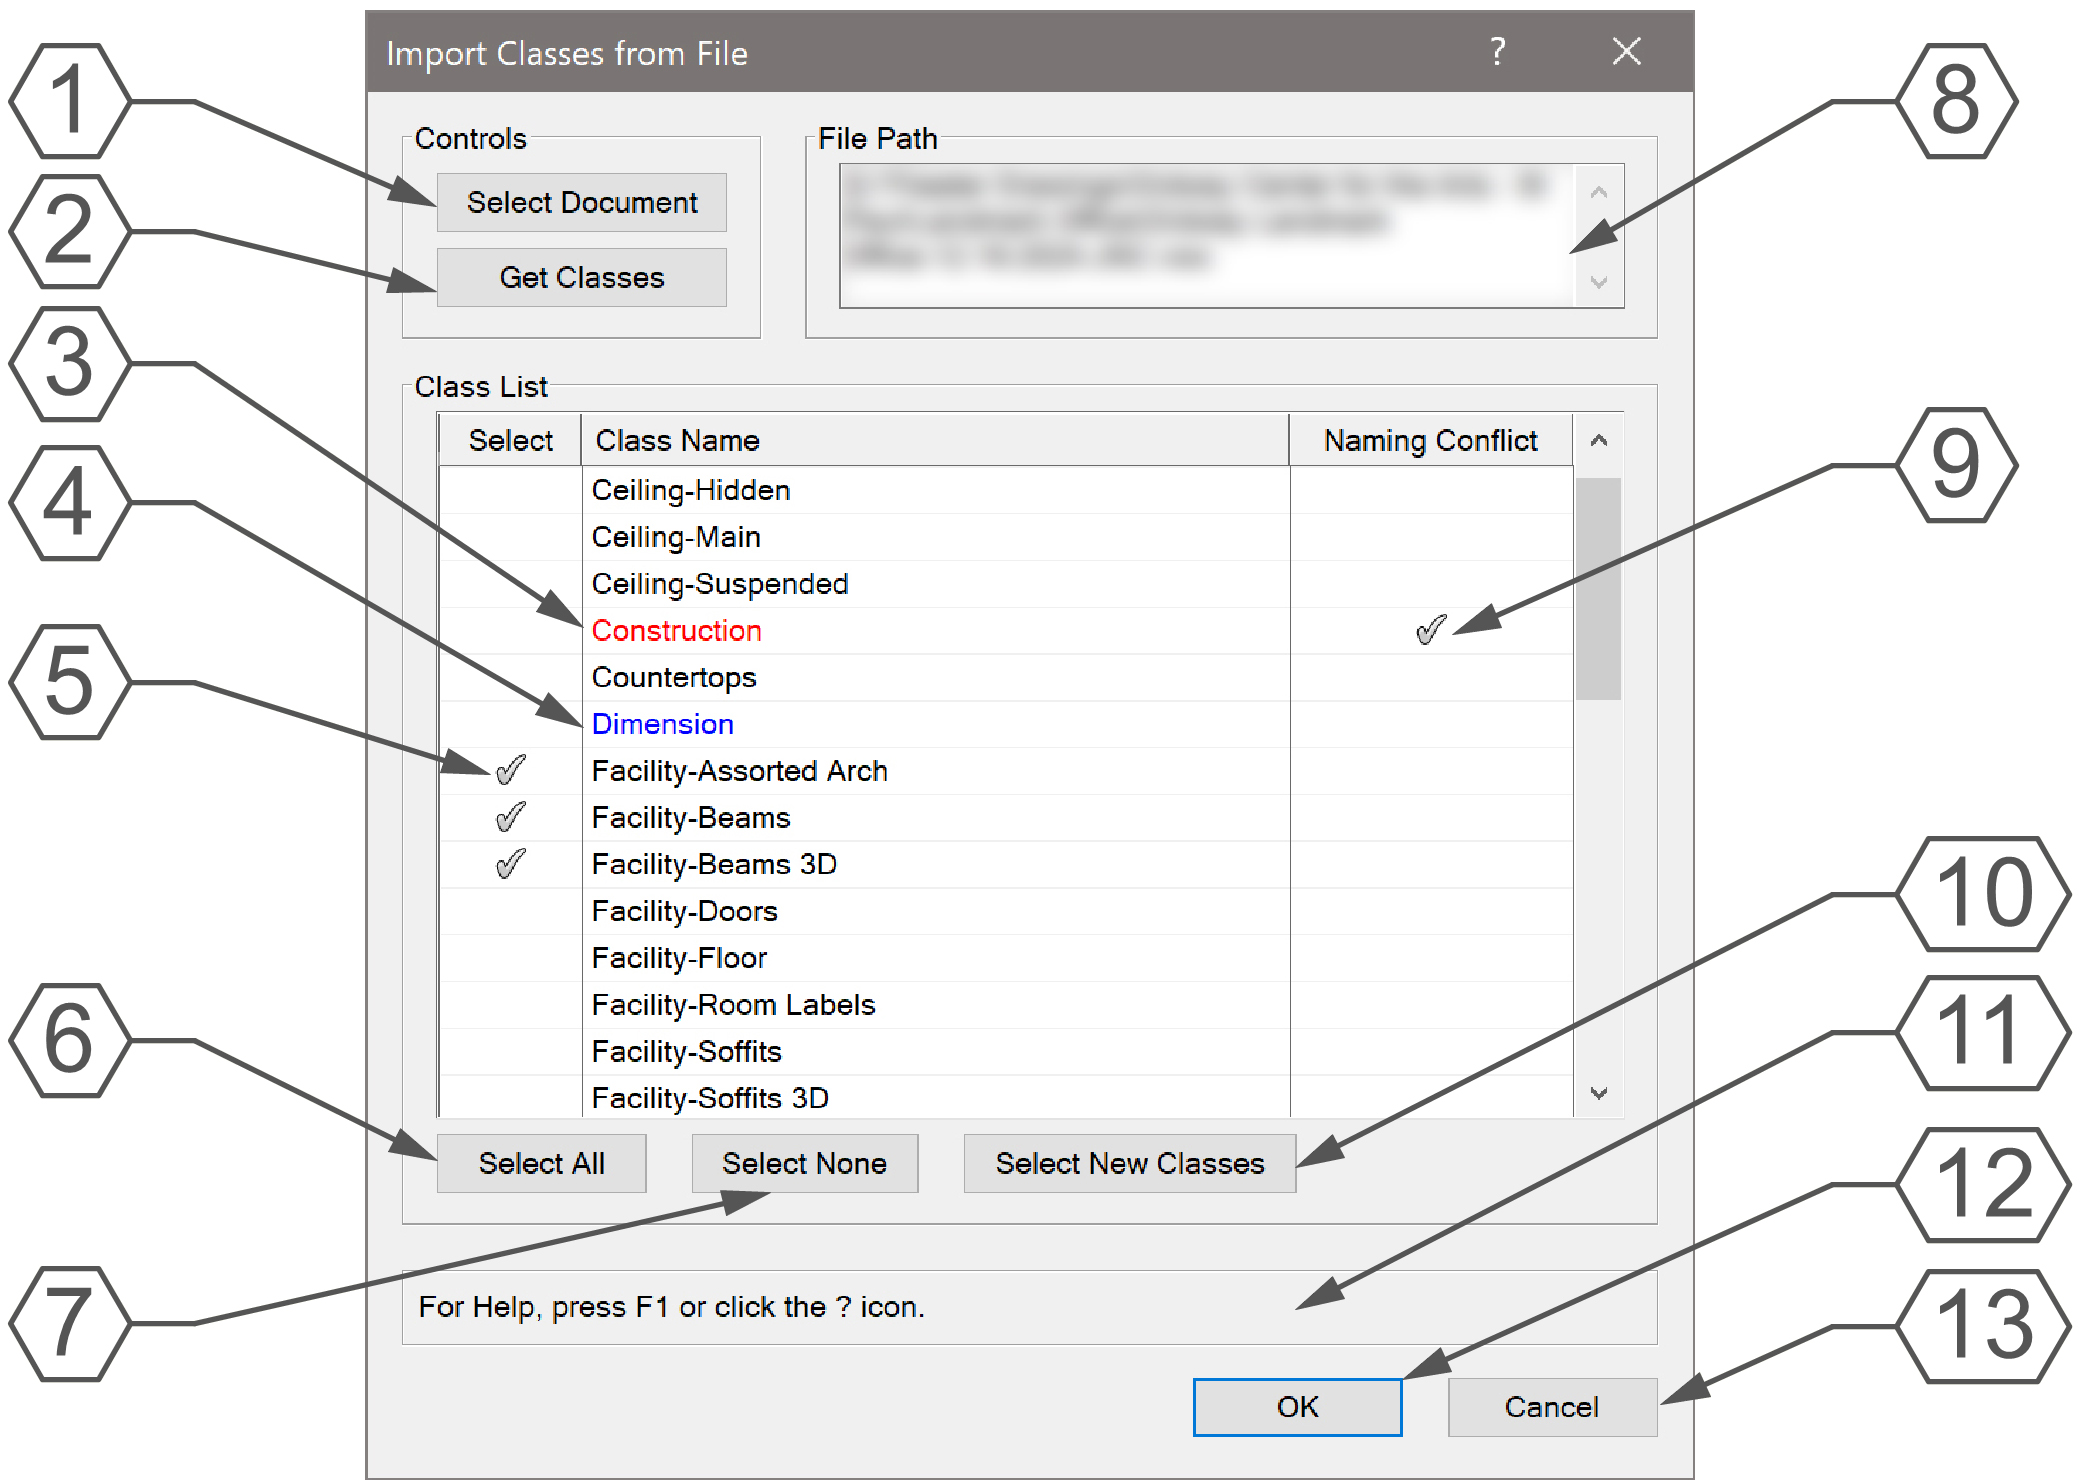 Import Classes from File ?
1
2
3
4
5
6
7
8
9
10
11
12
13
Controls
Select Document
Get Classes
File Path
Class List
Select Class Name Naming Conflict
Ceiling-Hidden
Ceiling-Main
Ceiling-Suspended
Construction
Countertops
Dimension
Facility-Assorted Arch
Facility-Beams
Facility-Beams 3D
Facility-Doors
Facility-Floor
Facility-Room Labels
Facility-Soffits
Facility-Soffits 3D
Select All Select None Select New Classes
For Help, press F1 or click the ? icon.
OK Cancel